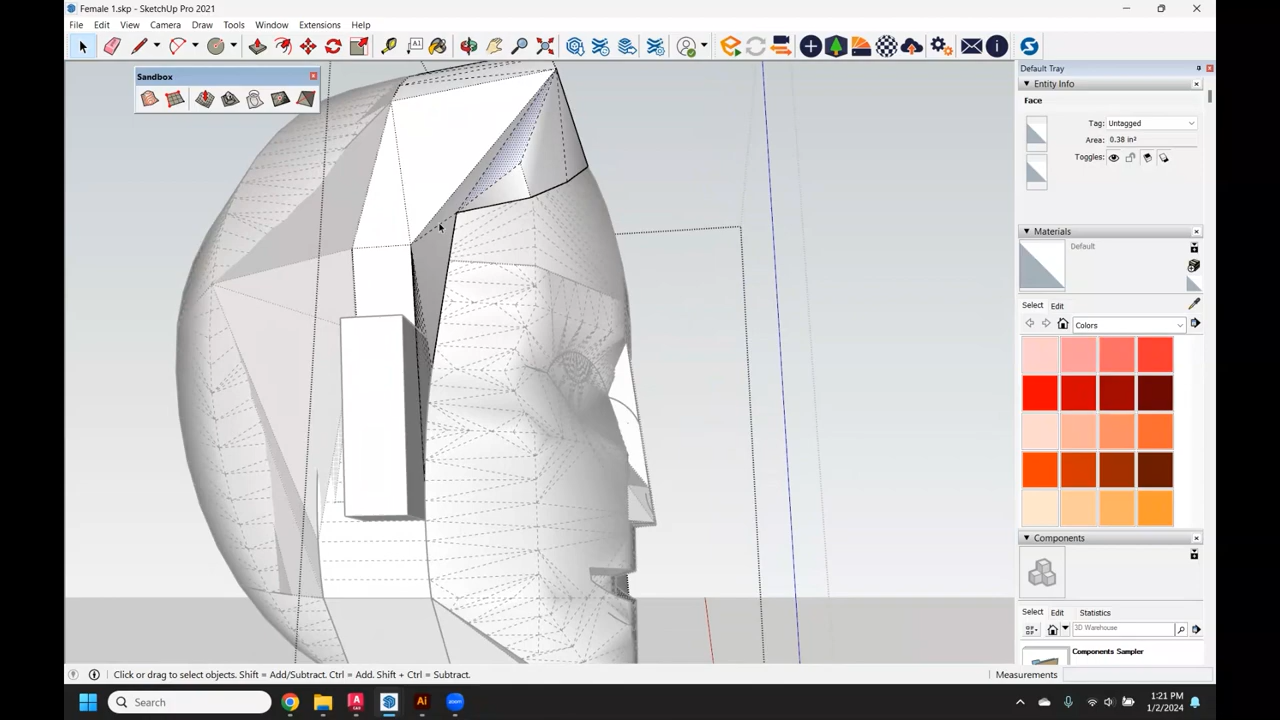 Female 1.skp - SketchUp Pro 2021
File Edit View Camera Draw Tools Window Extensions Help
Sandbox
Default Tray
Entity Info
Face
Tag: Untagged
Area: 0.38 in²
Toggles:
Materials
Default
Select Edit
Colors
Components
Select Edit Statistics
3D Warehouse
Components Sampler
Click or drag to select objects. Shift = Add/Subtract. Ctrl = Add. Shift + Ctrl = Subtract.
Measurements
Search
1:21 PM
1/2/2024